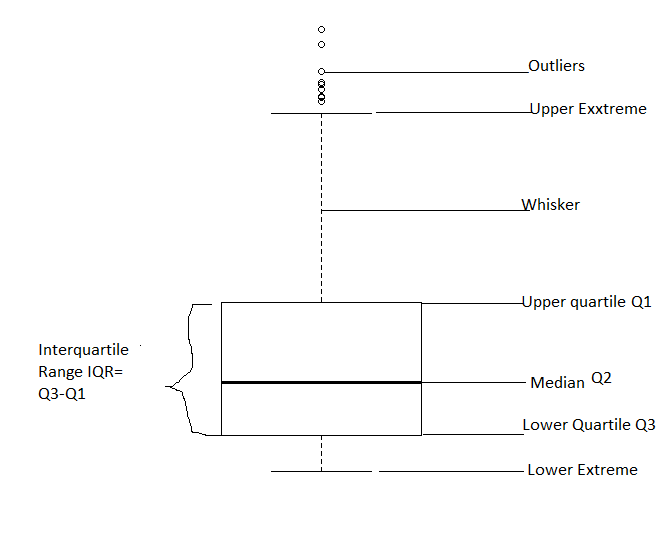 Outliers
Upper Exxtreme
Whisker
Upper quartile Q1
Interquartile
Range IQR=
Q3-Q1
Median Q2
Lower Quartile Q3
Lower Extreme